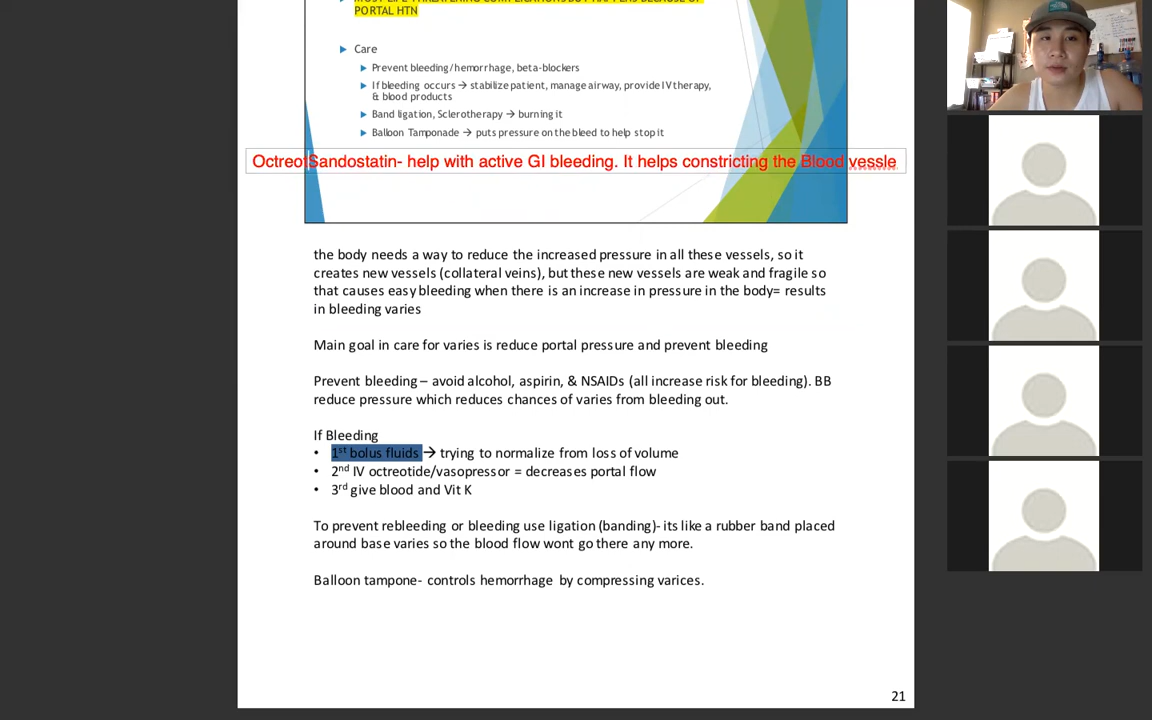 PORTAL HTN
Care
Prevent bleeding/hemorrhage, beta-blockers
If bleeding occurs → stabilize patient, manage airway, provide IV therapy,
& blood products
Band ligation, Sclerotherapy → burning it
Balloon Tamponade → puts pressure on the bleed to help stop it
OctreotSandostatin- help with active GI bleeding. It helps constricting the Blood vessle
the body needs a way to reduce the increased pressure in all these vessels, so it
creates new vessels (collateral veins), but these new vessels are weak and fragile so
that causes easy bleeding when there is an increase in pressure in the body= results
in bleeding varies
Main goal in care for varies is reduce portal pressure and prevent bleeding
Prevent bleeding – avoid alcohol, aspirin, & NSAIDs (all increase risk for bleeding). BB
reduce pressure which reduces chances of varies from bleeding out.
If Bleeding
• 1st bolus fluids → trying to normalize from loss of volume
• 2nd IV octreotide/vasopressor = decreases portal flow
• 3rd give blood and Vit K
To prevent rebleeding or bleeding use ligation (banding)- its like a rubber band placed
around base varies so the blood flow wont go there any more.
Balloon tampone- controls hemorrhage by compressing varices.
21